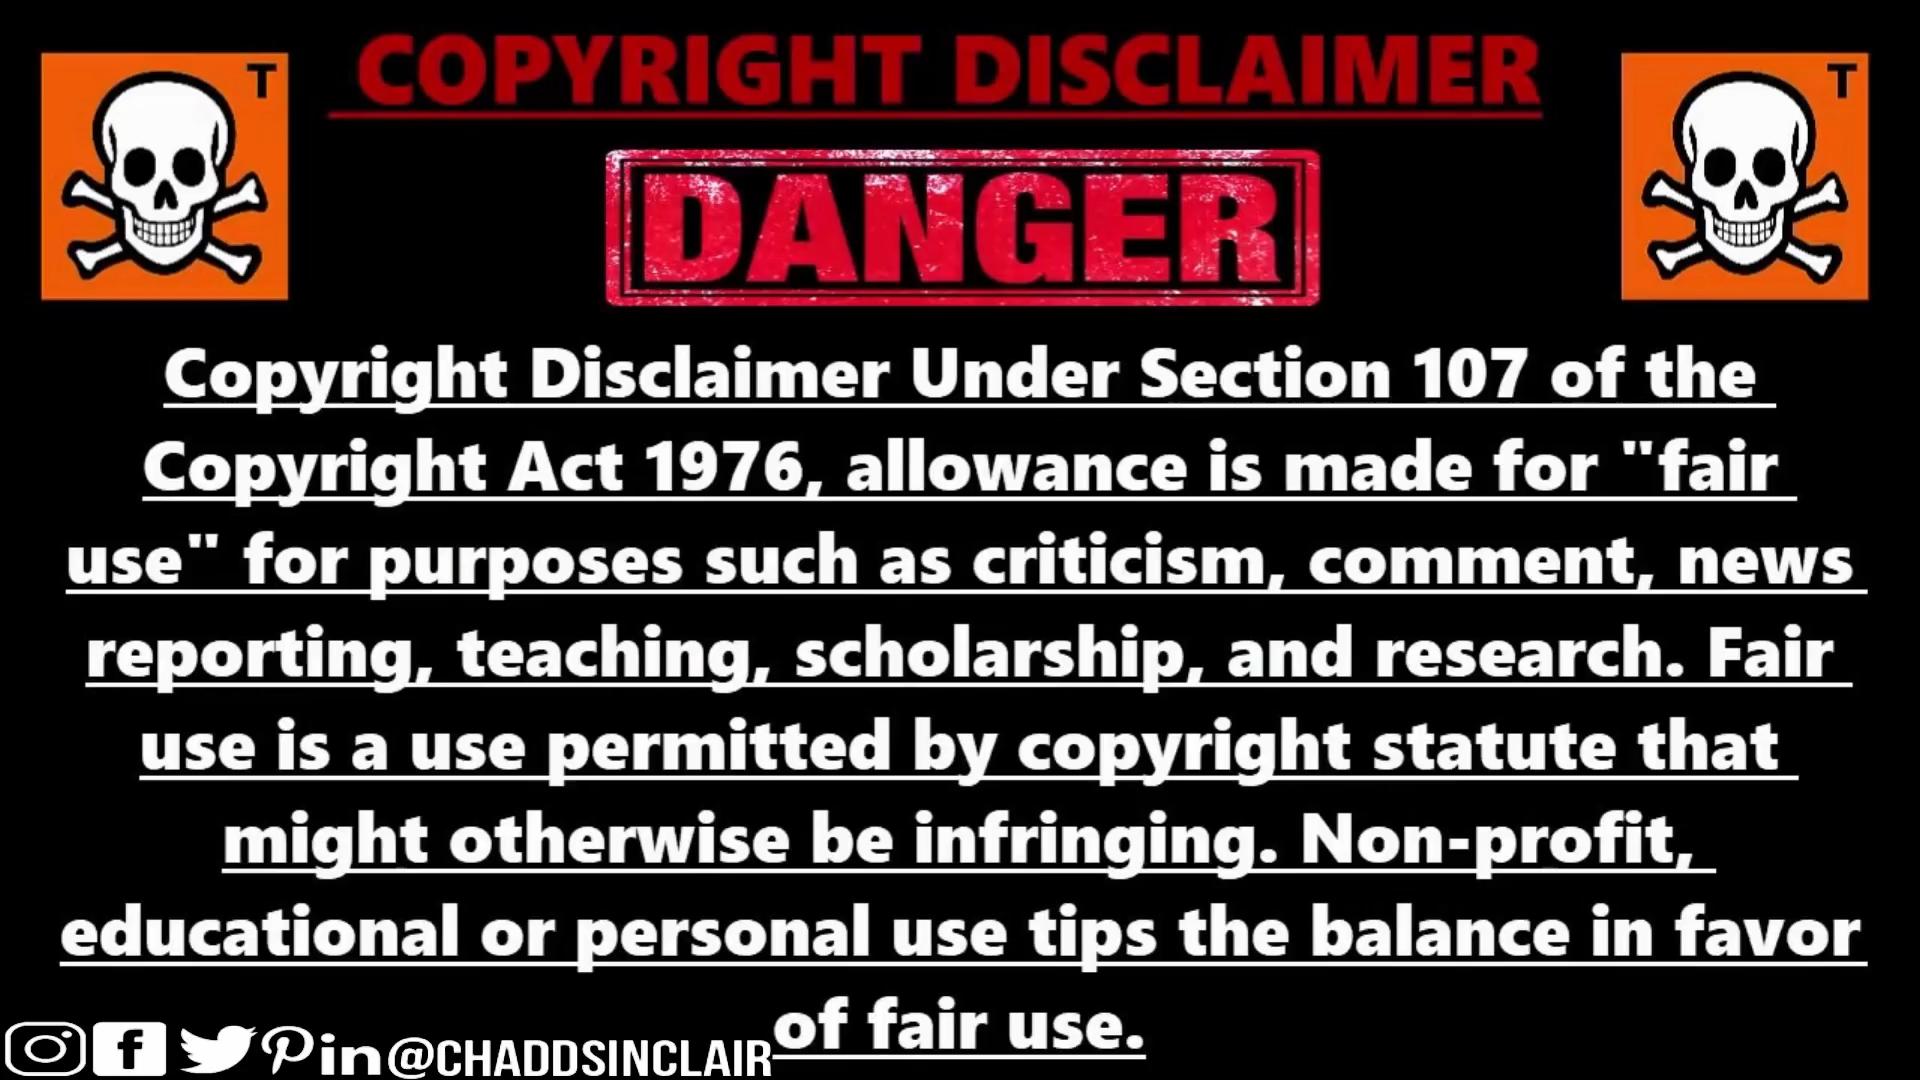 COPYRIGHT DISCLAIMER
T
T
DANGER
Copyright Disclaimer Under Section 107 of the
Copyright Act 1976, allowance is made for "fair
use" for purposes such as criticism, comment, news
reporting, teaching, scholarship, and research. Fair
use is a use permitted by copyright statute that
might otherwise be infringing. Non-profit,
educational or personal use tips the balance in favor
of fair use.
@CHADDSINCLAIR